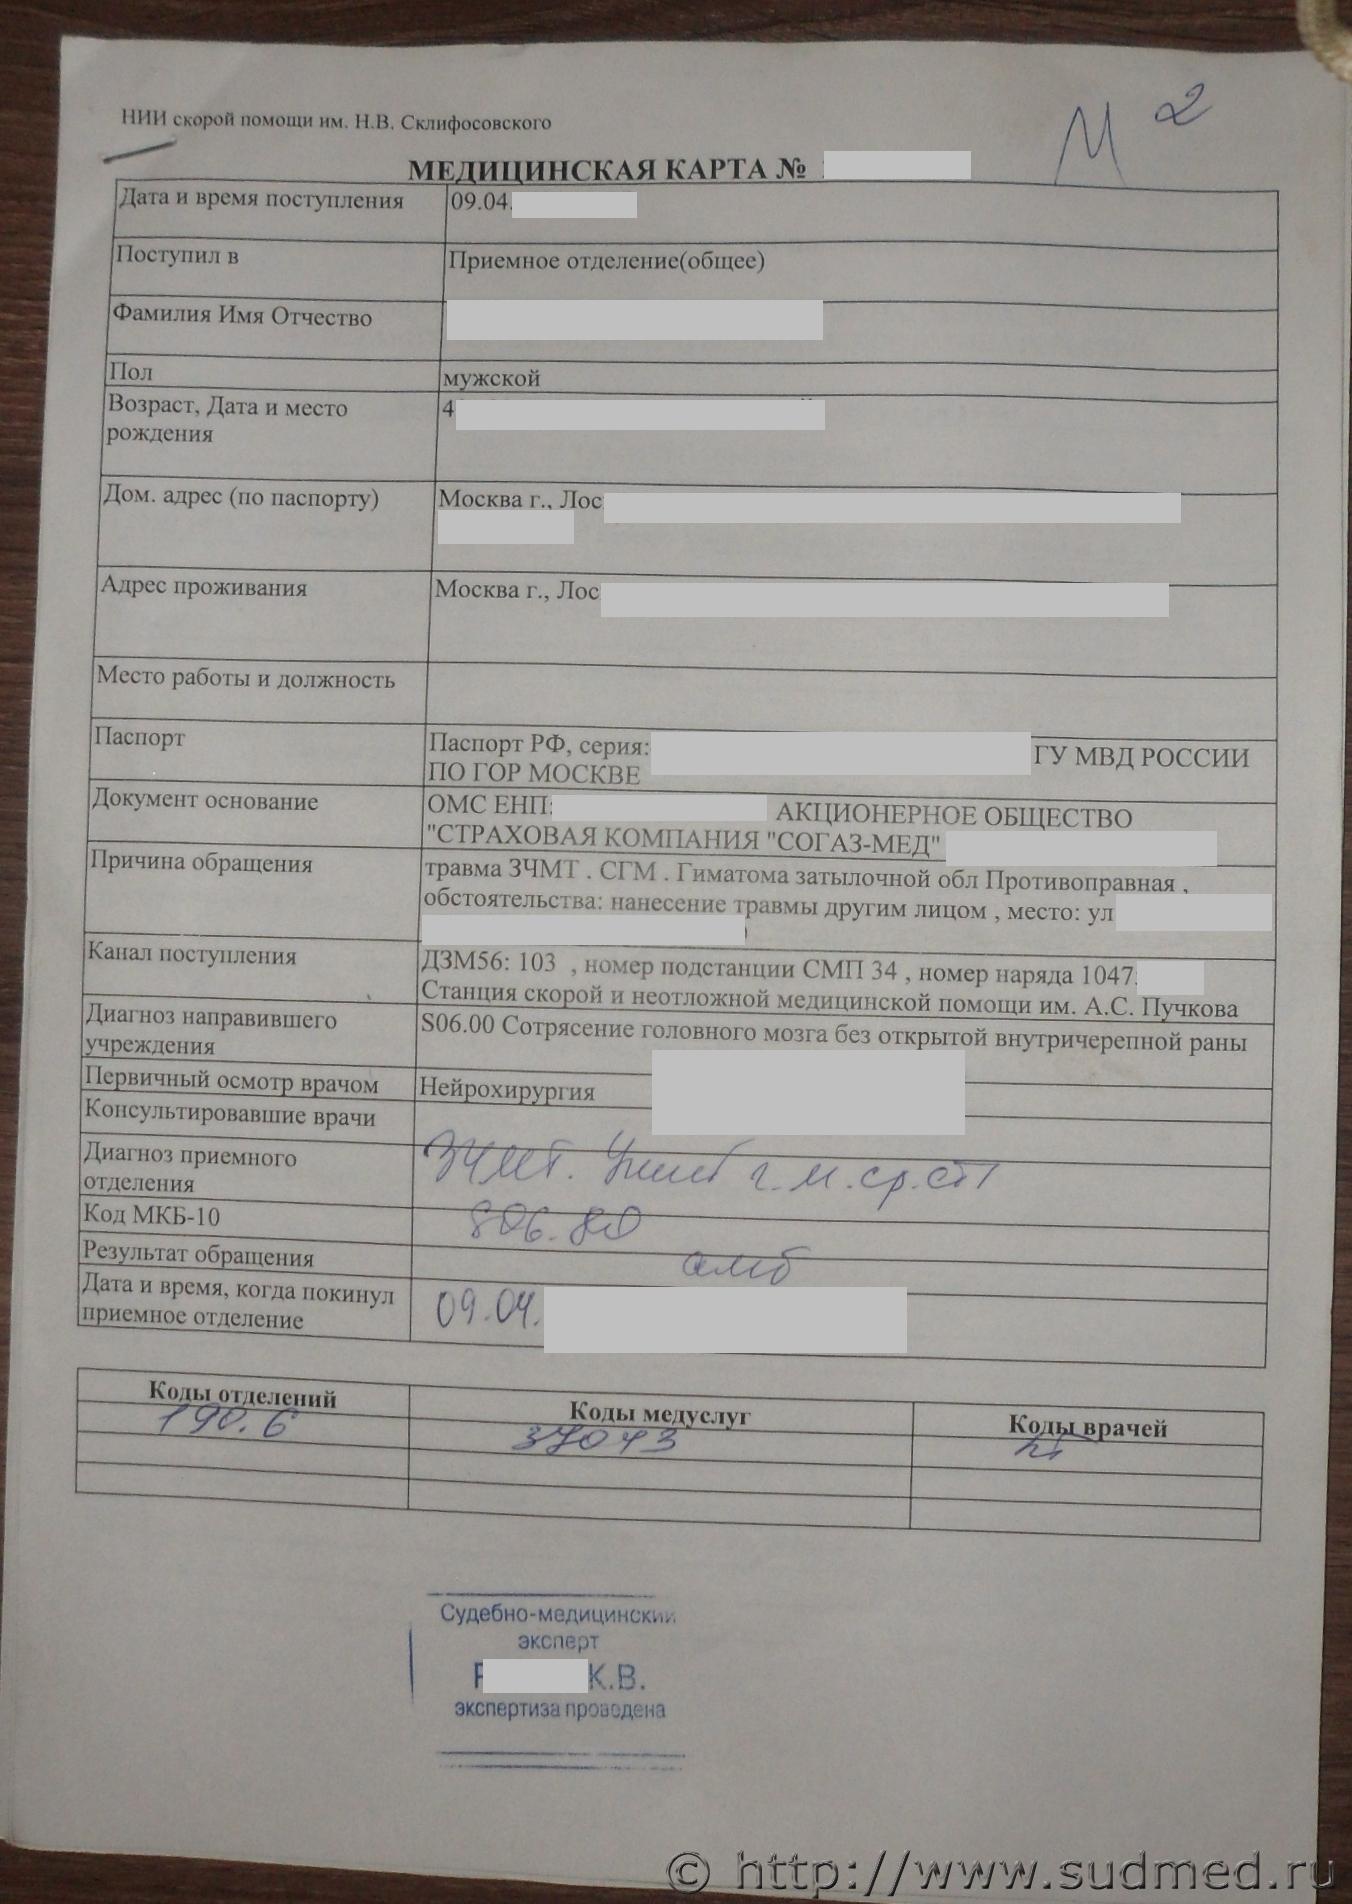 НИИ скорой помощи им. Н.В. Склифосовского
М 2
МЕДИЦИНСКАЯ КАРТА №
Дата и время поступления 09.04.
Поступил в Приемное отделение(общее)
Фамилия Имя Отчество
Пол мужской
Возраст, Дата и место 4
рождения
Дом. адрес (по паспорту) Москва г., Лос
Адрес проживания Москва г., Лос
Место работы и должность
Паспорт Паспорт РФ, серия: ГУ МВД РОССИИ
ПО ГОР МОСКВЕ
Документ основание ОМС ЕНП: АКЦИОНЕРНОЕ ОБЩЕСТВО
"СТРАХОВАЯ КОМПАНИЯ "СОГАЗ-МЕД"
Причина обращения травма ЗЧМТ . СГМ . Гиматома затылочной обл Противоправная ,
обстоятельства: нанесение травмы другим лицом , место: ул
Канал поступления ДЗМ56: 103 , номер подстанции СМП 34 , номер наряда 1047
Станция скорой и неотложной медицинской помощи им. А.С. Пучкова
Диагноз направившего S06.00 Сотрясение головного мозга без открытой внутричерепной раны
учреждения
Первичный осмотр врачом Нейрохирургия
Консультировавшие врачи
Диагноз приемного ЗЧМТ. Ушиб г.м.ср.ст
отделения
Код МКБ-10 S06.80
Результат обращения амб
Дата и время, когда покинул 09.04.
приемное отделение
Коды отделений Коды медуслуг Коды врачей
190.6 37043
Судебно-медицинский
эксперт
Р К.В.
экспертиза проведена
© http://www.sudmed.ru